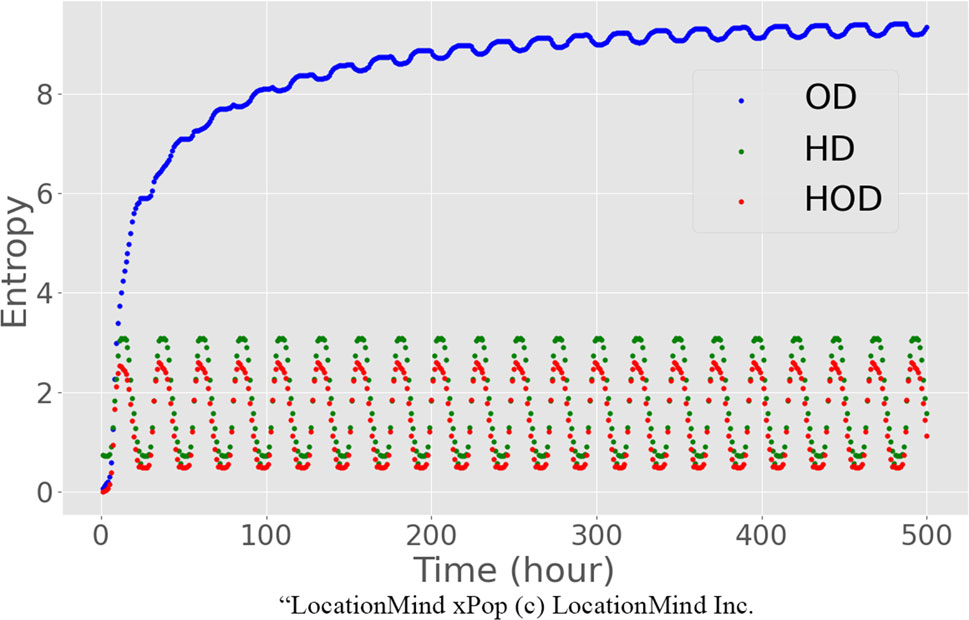 OD
HD
HOD
8
6
4
2
0
Entropy
0 100 200 300 400 500
Time (hour)
“LocationMind xPop (c) LocationMind Inc.